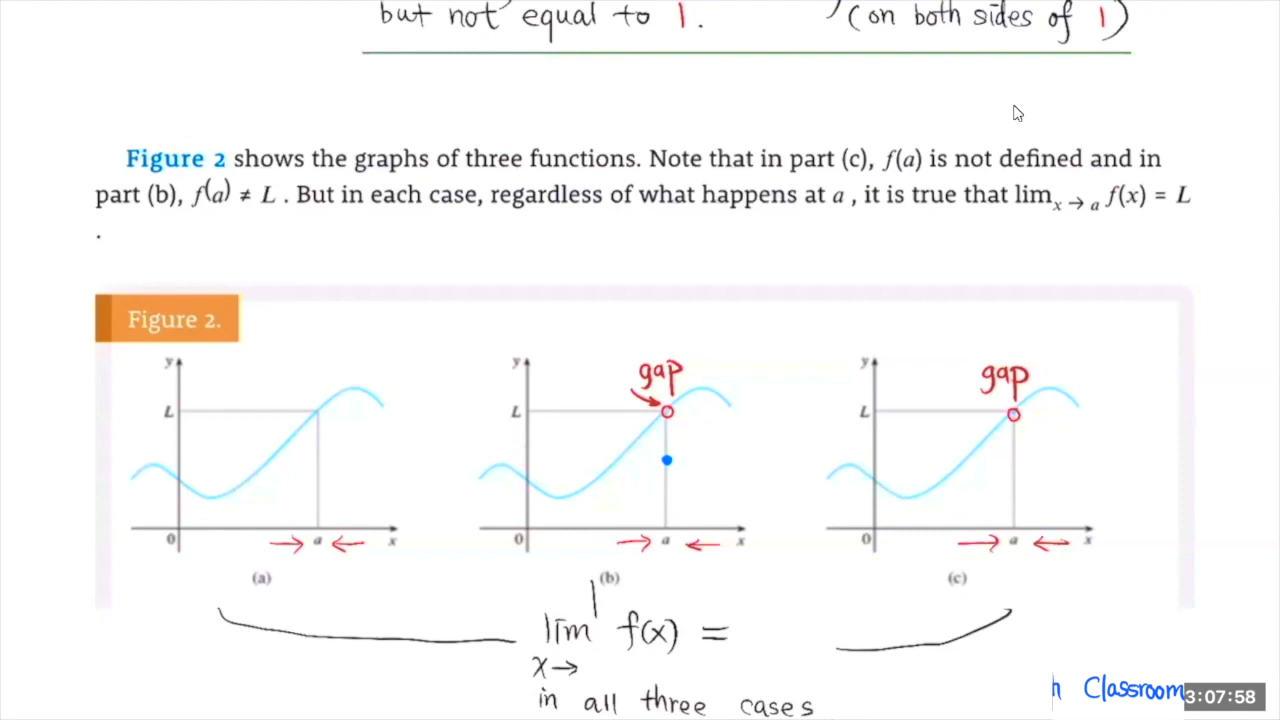 but not equal to 1. (on both sides of 1)
Figure 2 shows the graphs of three functions. Note that in part (c), f(a) is not defined and in
part (b), f(a) ≠ L . But in each case, regardless of what happens at a , it is true that lim x → a f(x) = L
.
Figure 2.
y y gap y gap
L L L
0 a x 0 a x 0 a x
(a) (b) (c)
lim f(x) =
x→
in all three cases
Classroom 3:07:58